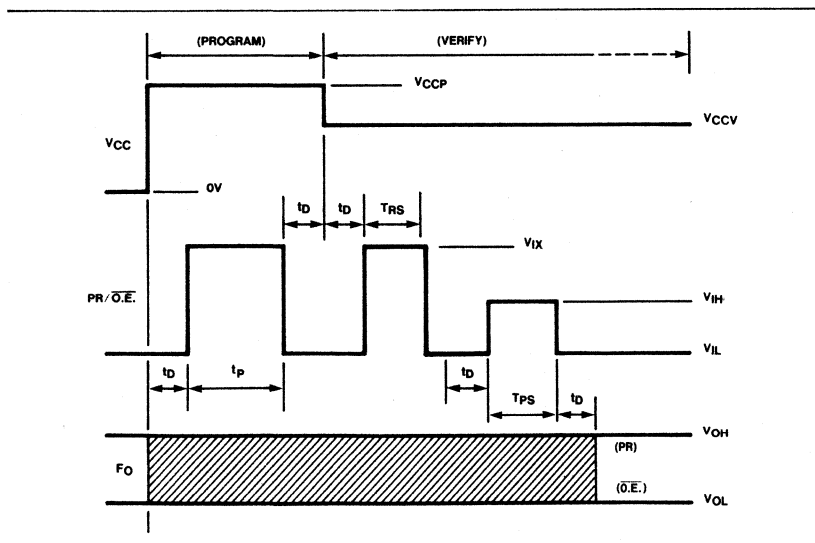 (PROGRAM) (VERIFY)
VCCP
VCCV
VCC
0V
tD tD TRS
VIX
PR/O.E.
VIH
VIL
tD tP tD TPS tD
VOH
(PR)
FO
(O.E.)
VOL